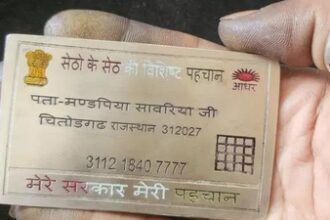 सेठो के सेठ की विशिष्ट पहचान
आधार
पता-मण्डपिया सावरिया जी
चितोडगढ राजस्थान 312027
3112 1840 7777
मेरे सरकार मेरी पहचान